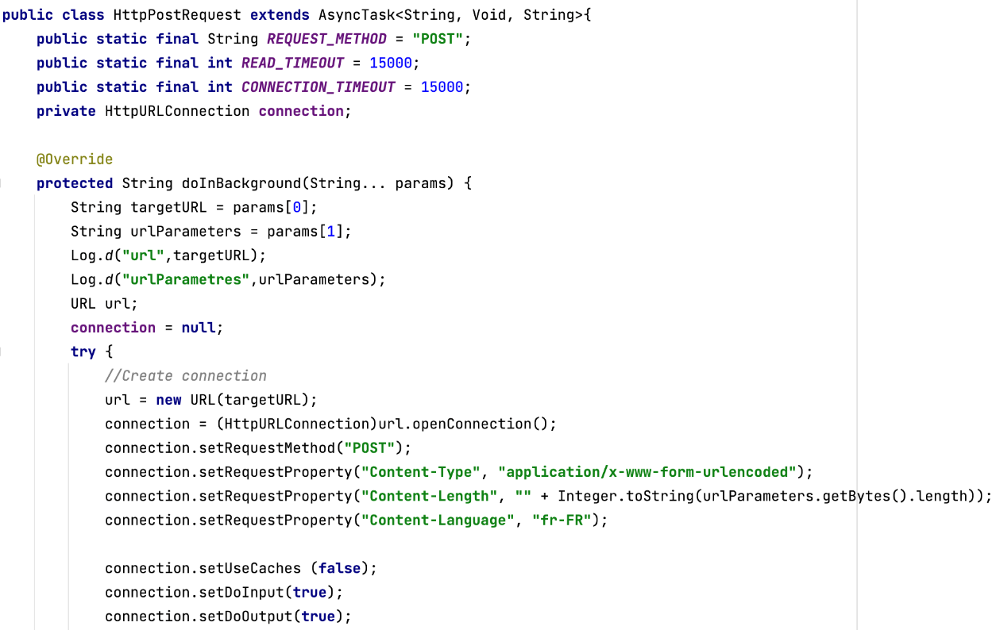 public class HttpPostRequest extends AsyncTask<String, Void, String>{
    public static final String REQUEST_METHOD = "POST";
    public static final int READ_TIMEOUT = 15000;
    public static final int CONNECTION_TIMEOUT = 15000;
    private HttpURLConnection connection;

    @Override
    protected String doInBackground(String... params) {
        String targetURL = params[0];
        String urlParameters = params[1];
        Log.d("url",targetURL);
        Log.d("urlParametres",urlParameters);
        URL url;
        connection = null;
        try {
            //Create connection
            url = new URL(targetURL);
            connection = (HttpURLConnection)url.openConnection();
            connection.setRequestMethod("POST");
            connection.setRequestProperty("Content-Type", "application/x-www-form-urlencoded");
            connection.setRequestProperty("Content-Length", "" + Integer.toString(urlParameters.getBytes().length));
            connection.setRequestProperty("Content-Language", "fr-FR");

            connection.setUseCaches (false);
            connection.setDoInput(true);
            connection.setDoOutput(true);